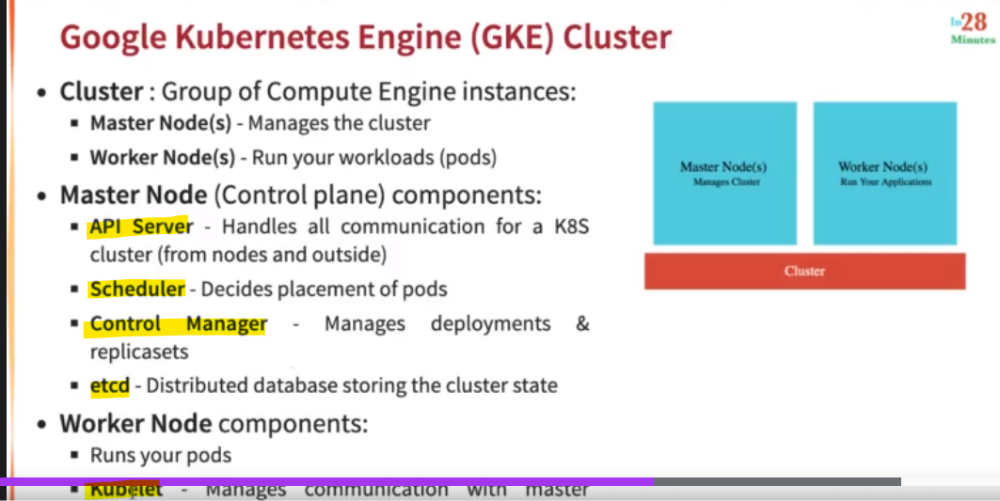 Google Kubernetes Engine (GKE) Cluster
In28
Minutes
• Cluster : Group of Compute Engine instances:
▪ Master Node(s) - Manages the cluster
▪ Worker Node(s) - Run your workloads (pods)
• Master Node (Control plane) components:
▪ API Server - Handles all communication for a K8S
cluster (from nodes and outside)
▪ Scheduler - Decides placement of pods
▪ Control Manager - Manages deployments &
replicasets
▪ etcd - Distributed database storing the cluster state
• Worker Node components:
▪ Runs your pods
▪ Kubelet - Manages communication with master
Master Node(s)
Manages Cluster
Worker Node(s)
Run Your Applications
Cluster